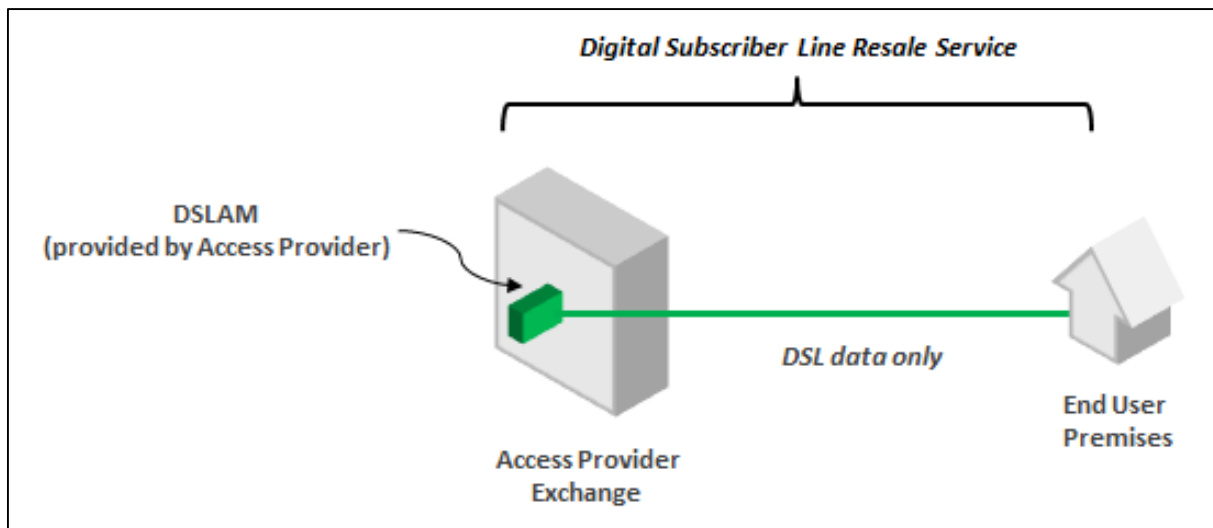 Digital Subscriber Line Resale Service
DSLAM
(provided by Access Provider)
DSL data only
End User
Premises
Access Provider
Exchange